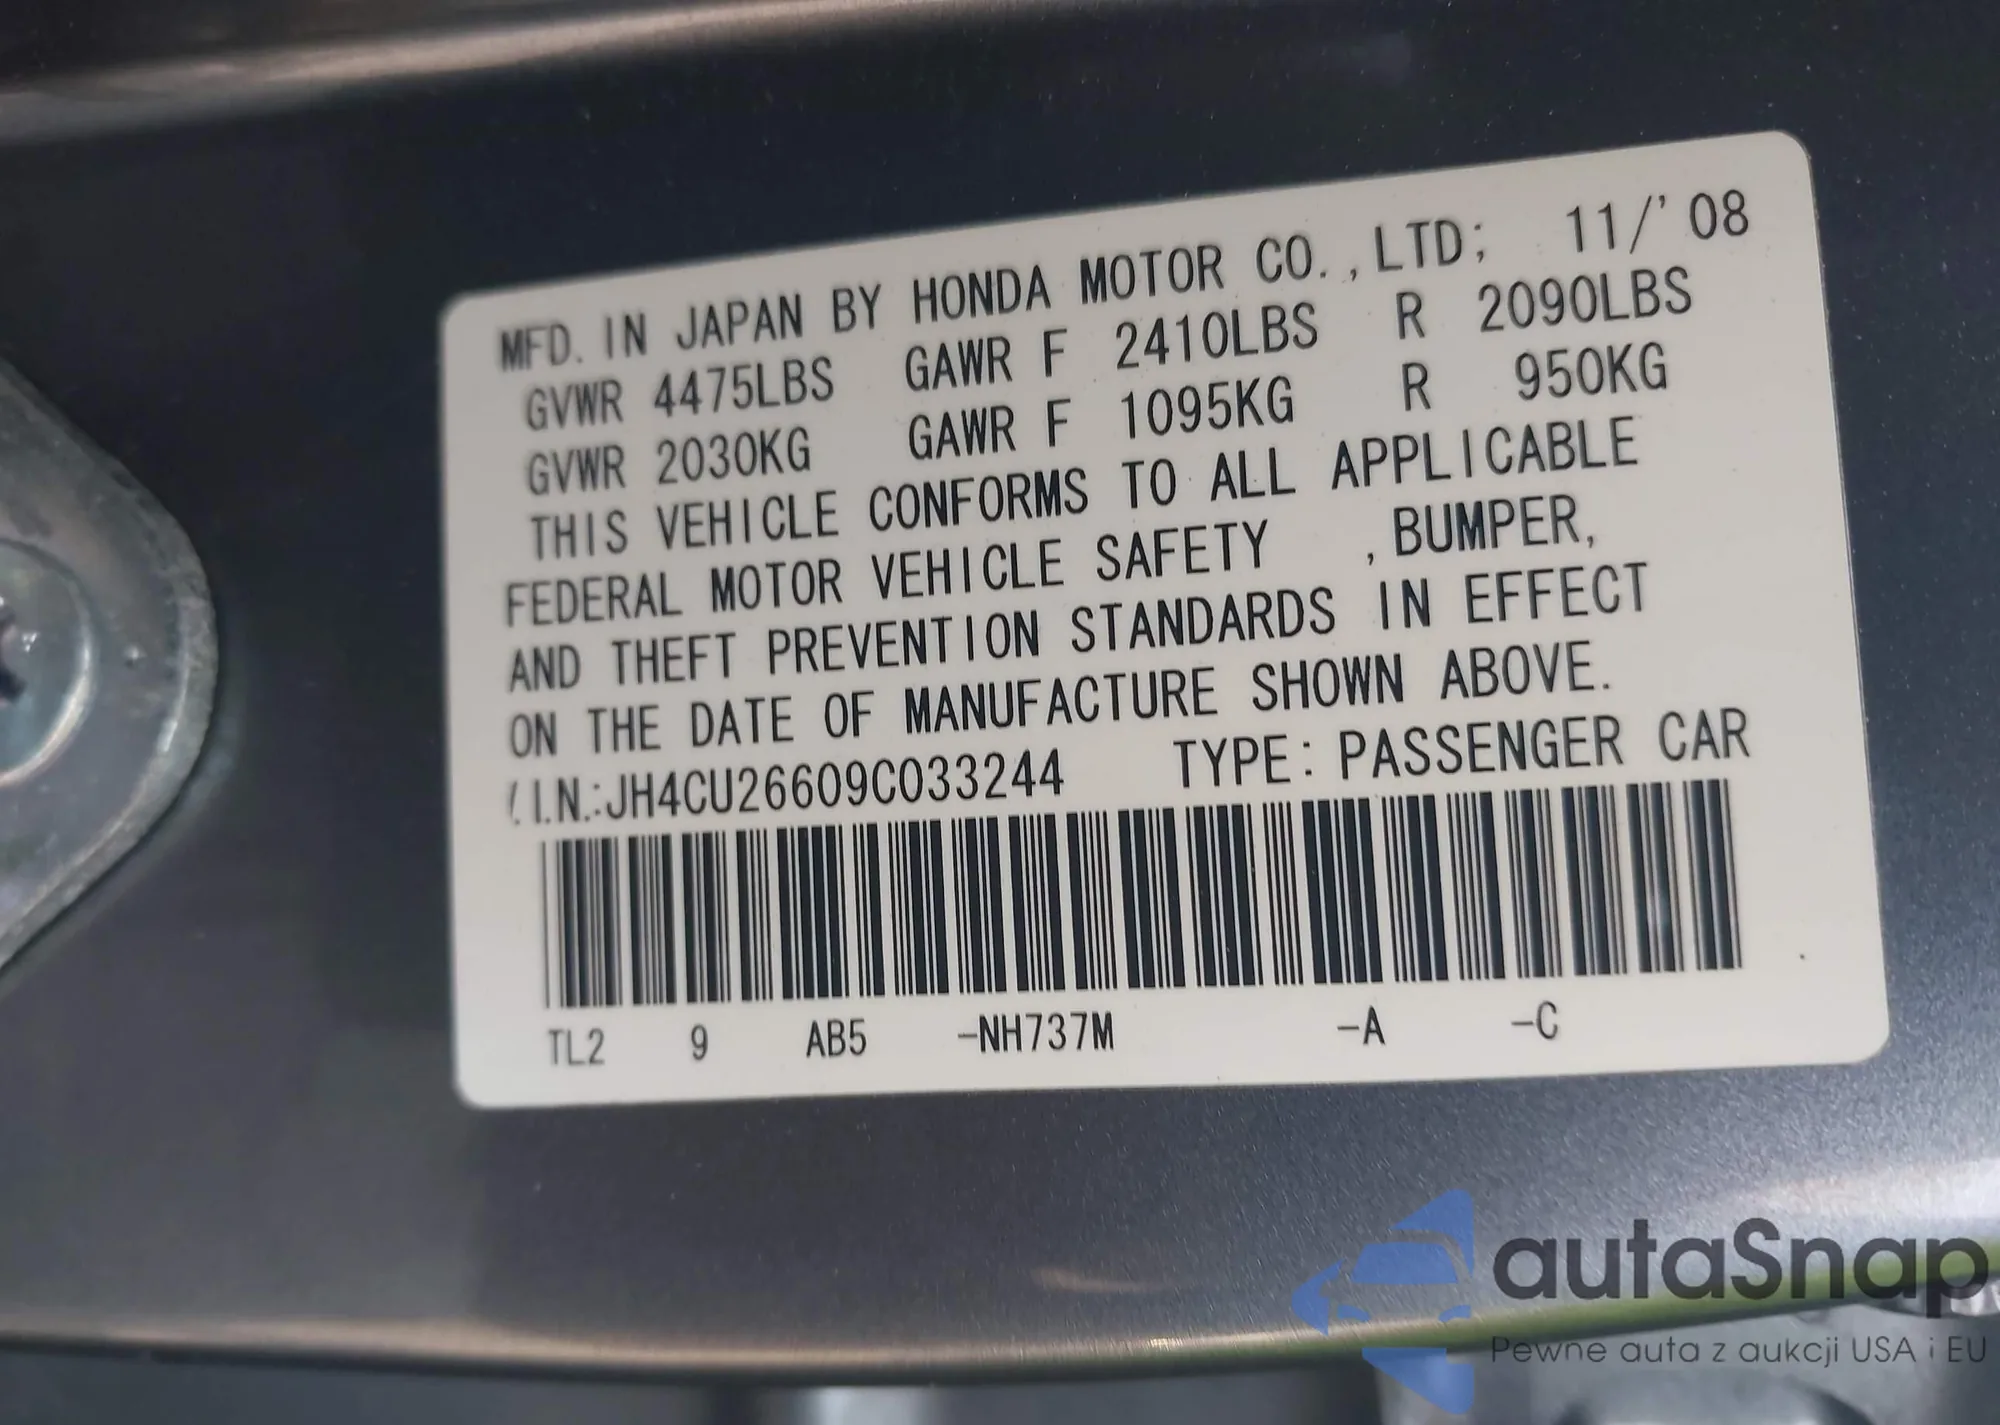 MFD. IN JAPAN BY HONDA MOTOR CO.,LTD; 11/'08
GVWR 4475LBS GAWR F 2410LBS R 2090LBS
GVWR 2030KG GAWR F 1095KG R 950KG
THIS VEHICLE CONFORMS TO ALL APPLICABLE
FEDERAL MOTOR VEHICLE SAFETY ,BUMPER,
AND THEFT PREVENTION STANDARDS IN EFFECT
ON THE DATE OF MANUFACTURE SHOWN ABOVE.
V.I.N.:JH4CU26609C033244 TYPE:PASSENGER CAR
TL2 9 AB5 -NH737M -A -C
autaSnap
Pewne auta z aukcji USA i EU